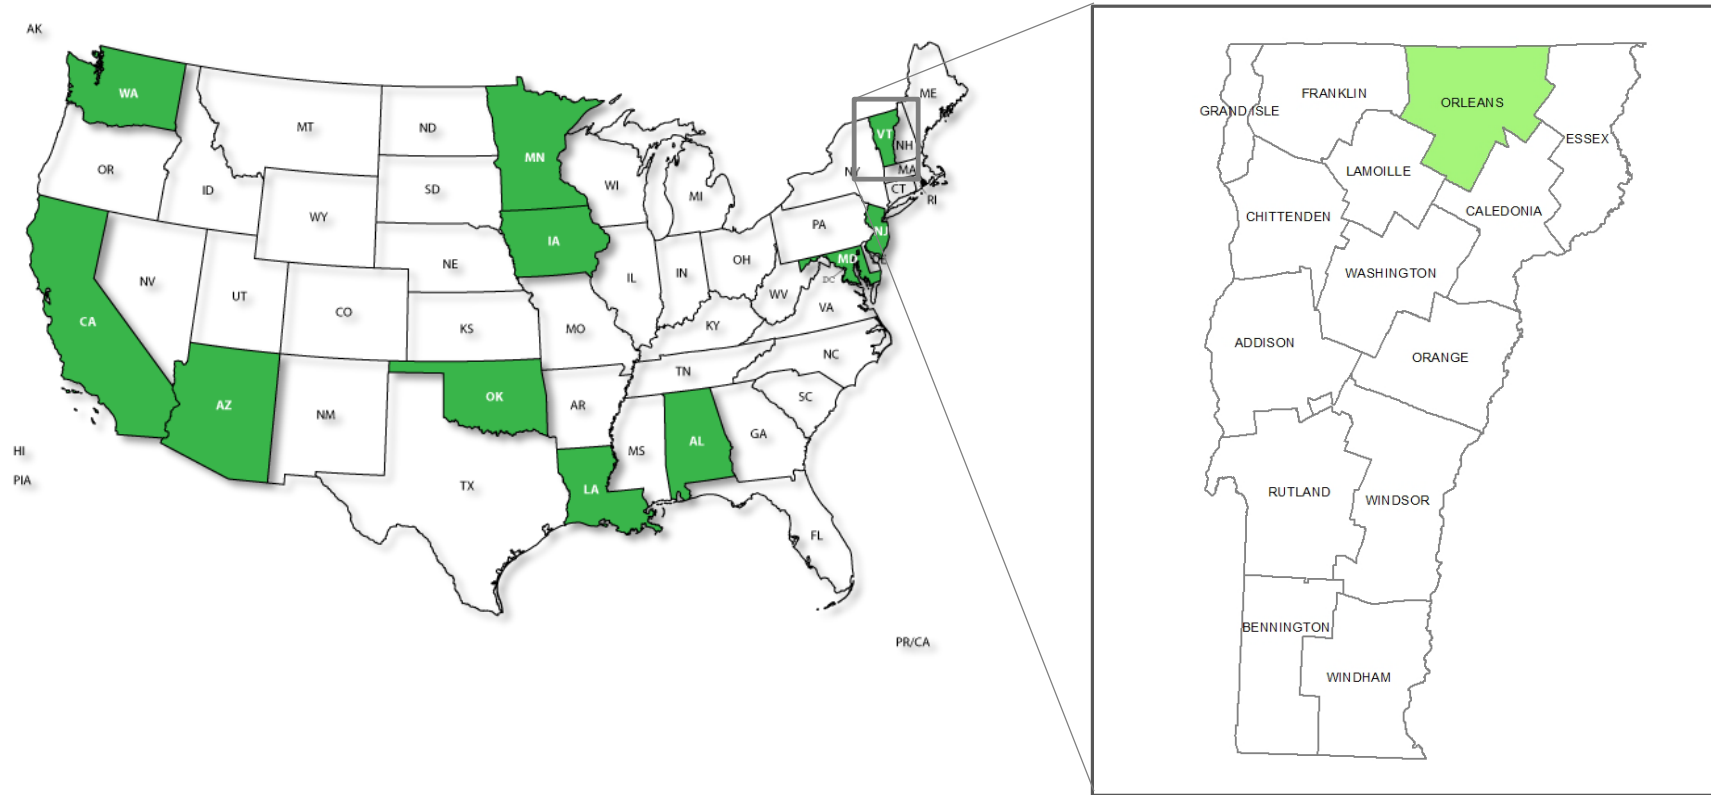 AK
WA
MT
ND
MN
ME
VT
NH
OR
ID
SD
WI
MI
NY
MA
CT
RI
WY
IA
PA
NJ
NV
UT
NE
IL
IN
OH
MD
DE
DC
CO
WV
VA
CA
KS
MO
KY
NC
TN
AZ
NM
OK
AR
SC
MS
AL
GA
HI
PIA
TX
LA
FL
PR/CA
FRANKLIN
ORLEANS
GRAND ISLE
ESSEX
LAMOILLE
CHITTENDEN
CALEDONIA
WASHINGTON
ADDISON
ORANGE
RUTLAND
WINDSOR
BENNINGTON
WINDHAM